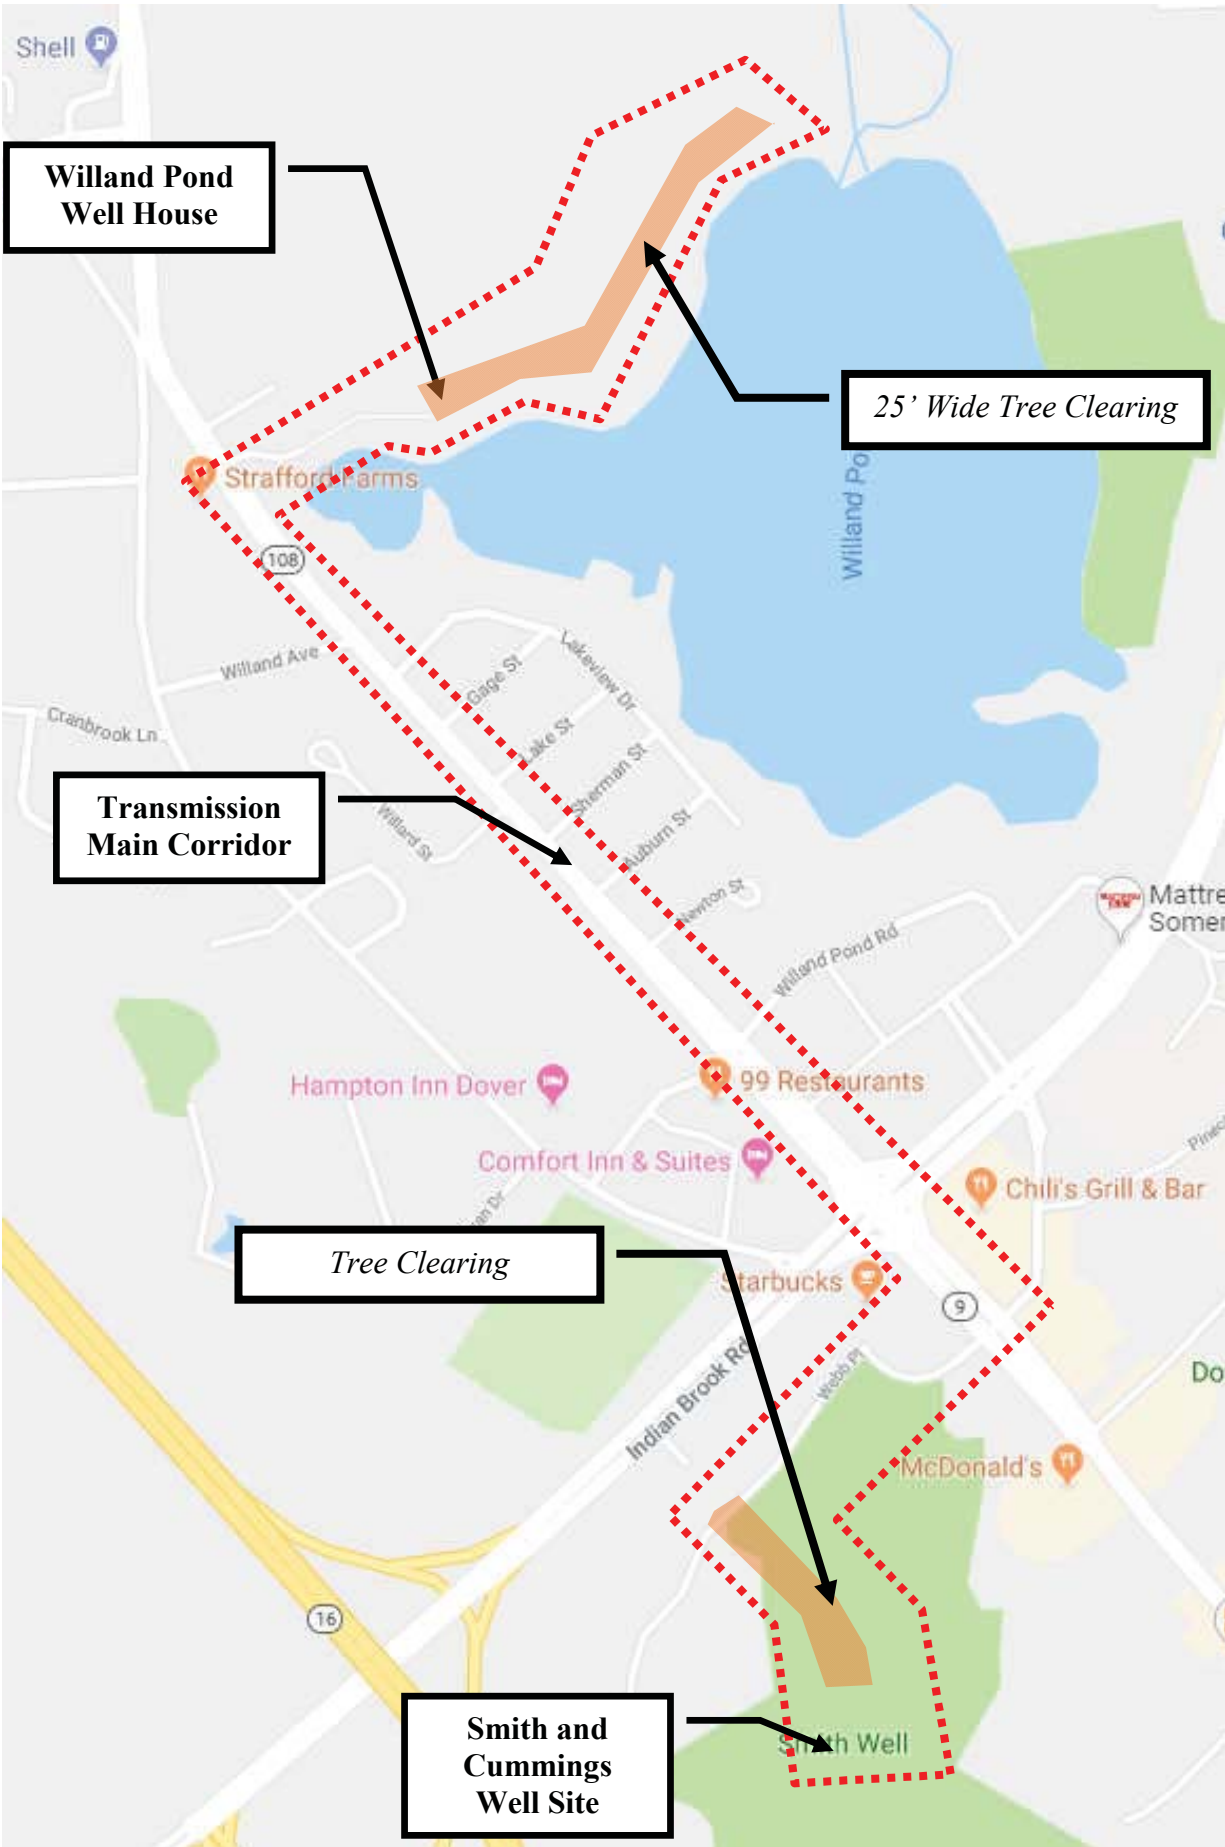 Shell
Willand Pond
Well House
25’ Wide Tree Clearing
Strafford Farms
Willand Po
108
Willand Ave
Gage St
Lakeview Dr
Cranbrook Ln
Lake St
Sherman St
Transmission
Main Corridor
Willard St
Auburn St
Newton St
Mattre
Somer
Willand Pond Rd
Hampton Inn Dover
99 Restaurants
Comfort Inn & Suites
Chili's Grill & Bar
Tree Clearing
Starbucks
9
Webb Pl
Do
Indian Brook Rd
McDonald's
16
Smith and
Cummings
Well Site
Smith Well